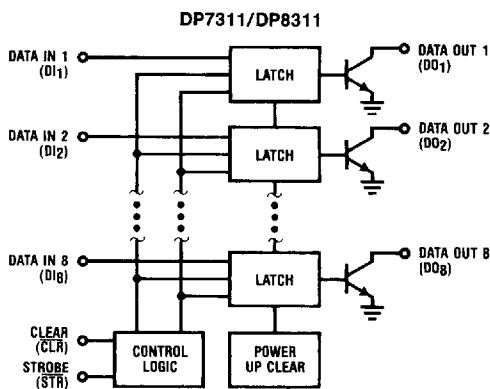 DP7311/DP8311
DATA IN 1
(DI1)
LATCH
DATA OUT 1
(DO1)
DATA IN 2
(DI2)
LATCH
DATA OUT 2
(DO2)
DATA IN 8
(DI8)
LATCH
DATA OUT 8
(DO8)
CLEAR
(CLR)
STROBE
(STR)
CONTROL
LOGIC
POWER
UP CLEAR